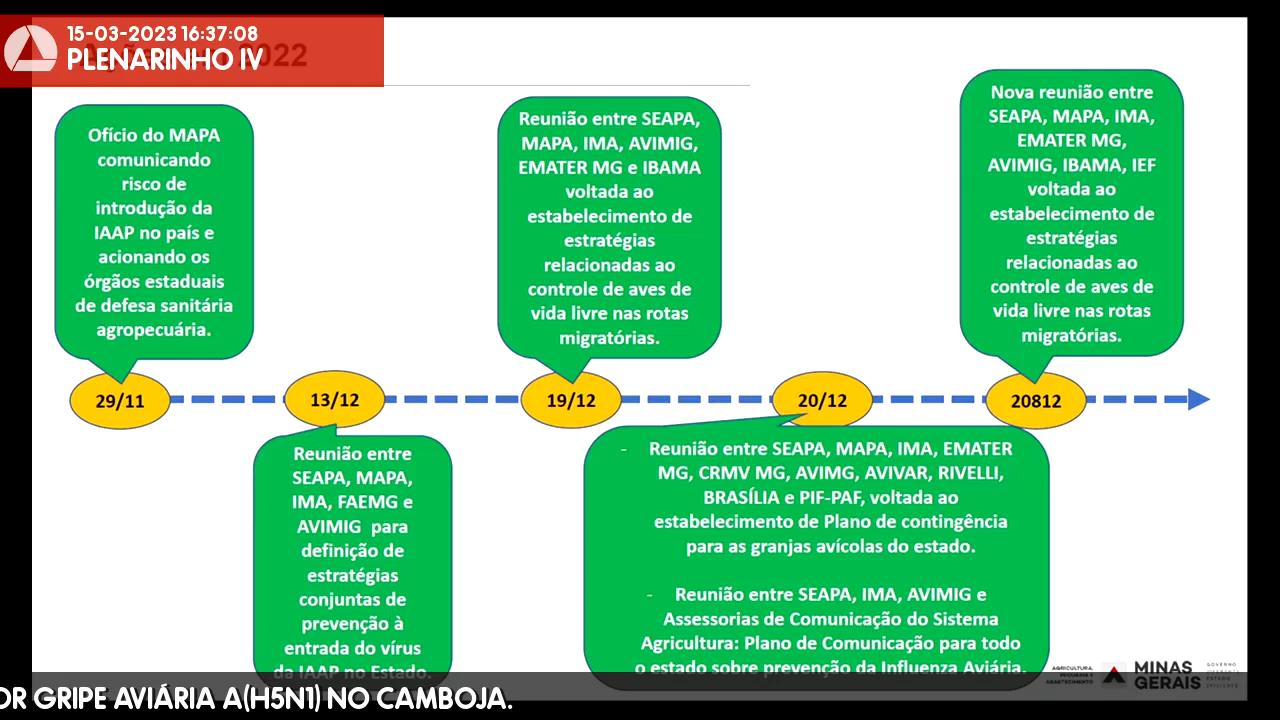 15-03-2023 16:37:08
PLENARINHO IV
2022
Ofício do MAPA
comunicando
risco de
introdução da
IAAP no país e
acionando os
órgãos estaduais
de defesa sanitária
agropecuária.
Reunião entre SEAPA,
MAPA, IMA, AVIMIG,
EMATER MG e IBAMA
voltada ao
estabelecimento de
estratégias
relacionadas ao
controle de aves de
vida livre nas rotas
migratórias.
Nova reunião entre
SEAPA, MAPA, IMA,
EMATER MG,
AVIMIG, IBAMA, IEF
voltada ao
estabelecimento de
estratégias
relacionadas ao
controle de aves de
vida livre nas rotas
migratórias.
29/11
13/12
19/12
20/12
20812
Reunião entre
SEAPA, MAPA,
IMA, FAEMG e
AVIMIG para
definição de
estratégias
conjuntas de
prevenção à
entrada do vírus
da IAAP no Estado.
- Reunião entre SEAPA, MAPA, IMA, EMATER
MG, CRMV MG, AVIMG, AVIVAR, RIVELLI,
BRASÍLIA e PIF-PAF, voltada ao
estabelecimento de Plano de contingência
para as granjas avícolas do estado.
- Reunião entre SEAPA, IMA, AVIMIG e
Assessorias de Comunicação do Sistema
Agricultura: Plano de Comunicação para todo
o estado sobre prevenção da Influenza Aviária.
AGRICULTURA,
PECUÁRIA E
ABASTECIMENTO
MINAS
GERAIS
GOVERNO
DIFERENTE
ESTADO
EFICIENTE
OR GRIPE AVIÁRIA A(H5N1) NO CAMBOJA.